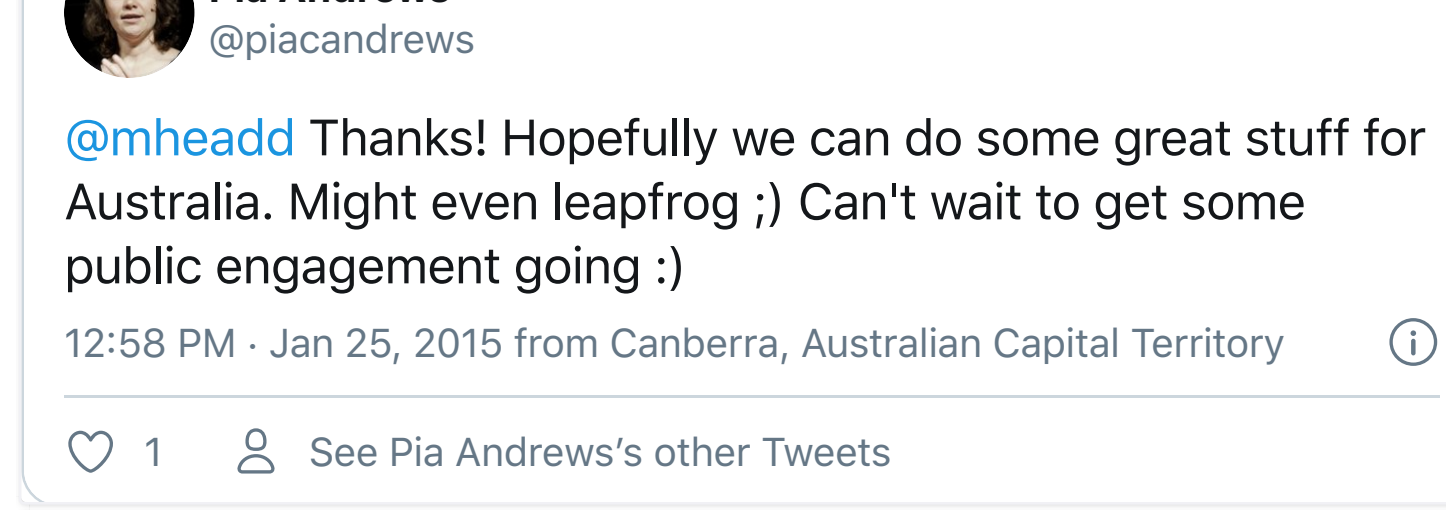 Pia Andrews
@piacandrews
@mheadd Thanks! Hopefully we can do some great stuff for
Australia. Might even leapfrog ;) Can't wait to get some
public engagement going :)
12:58 PM · Jan 25, 2015 from Canberra, Australian Capital Territory
1
See Pia Andrews’s other Tweets